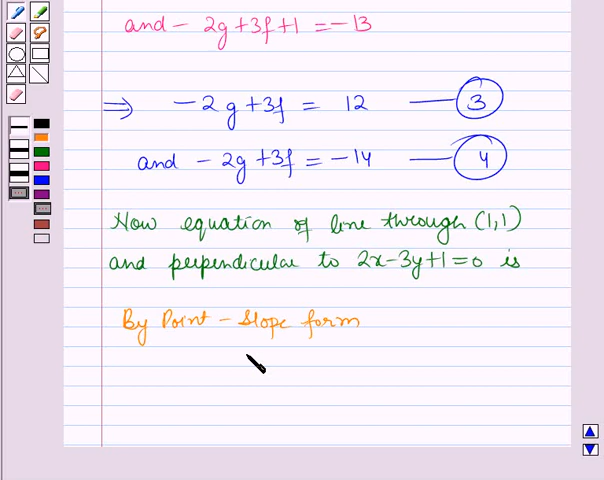 and - 2g+3f+1 = -13
⇒ -2g+3f = 12 — 3
and - 2g+3f = -14 — 4
Now equation of line through (1,1)
and perpendicular to 2x-3y+1=0 is
By Point - Slope form